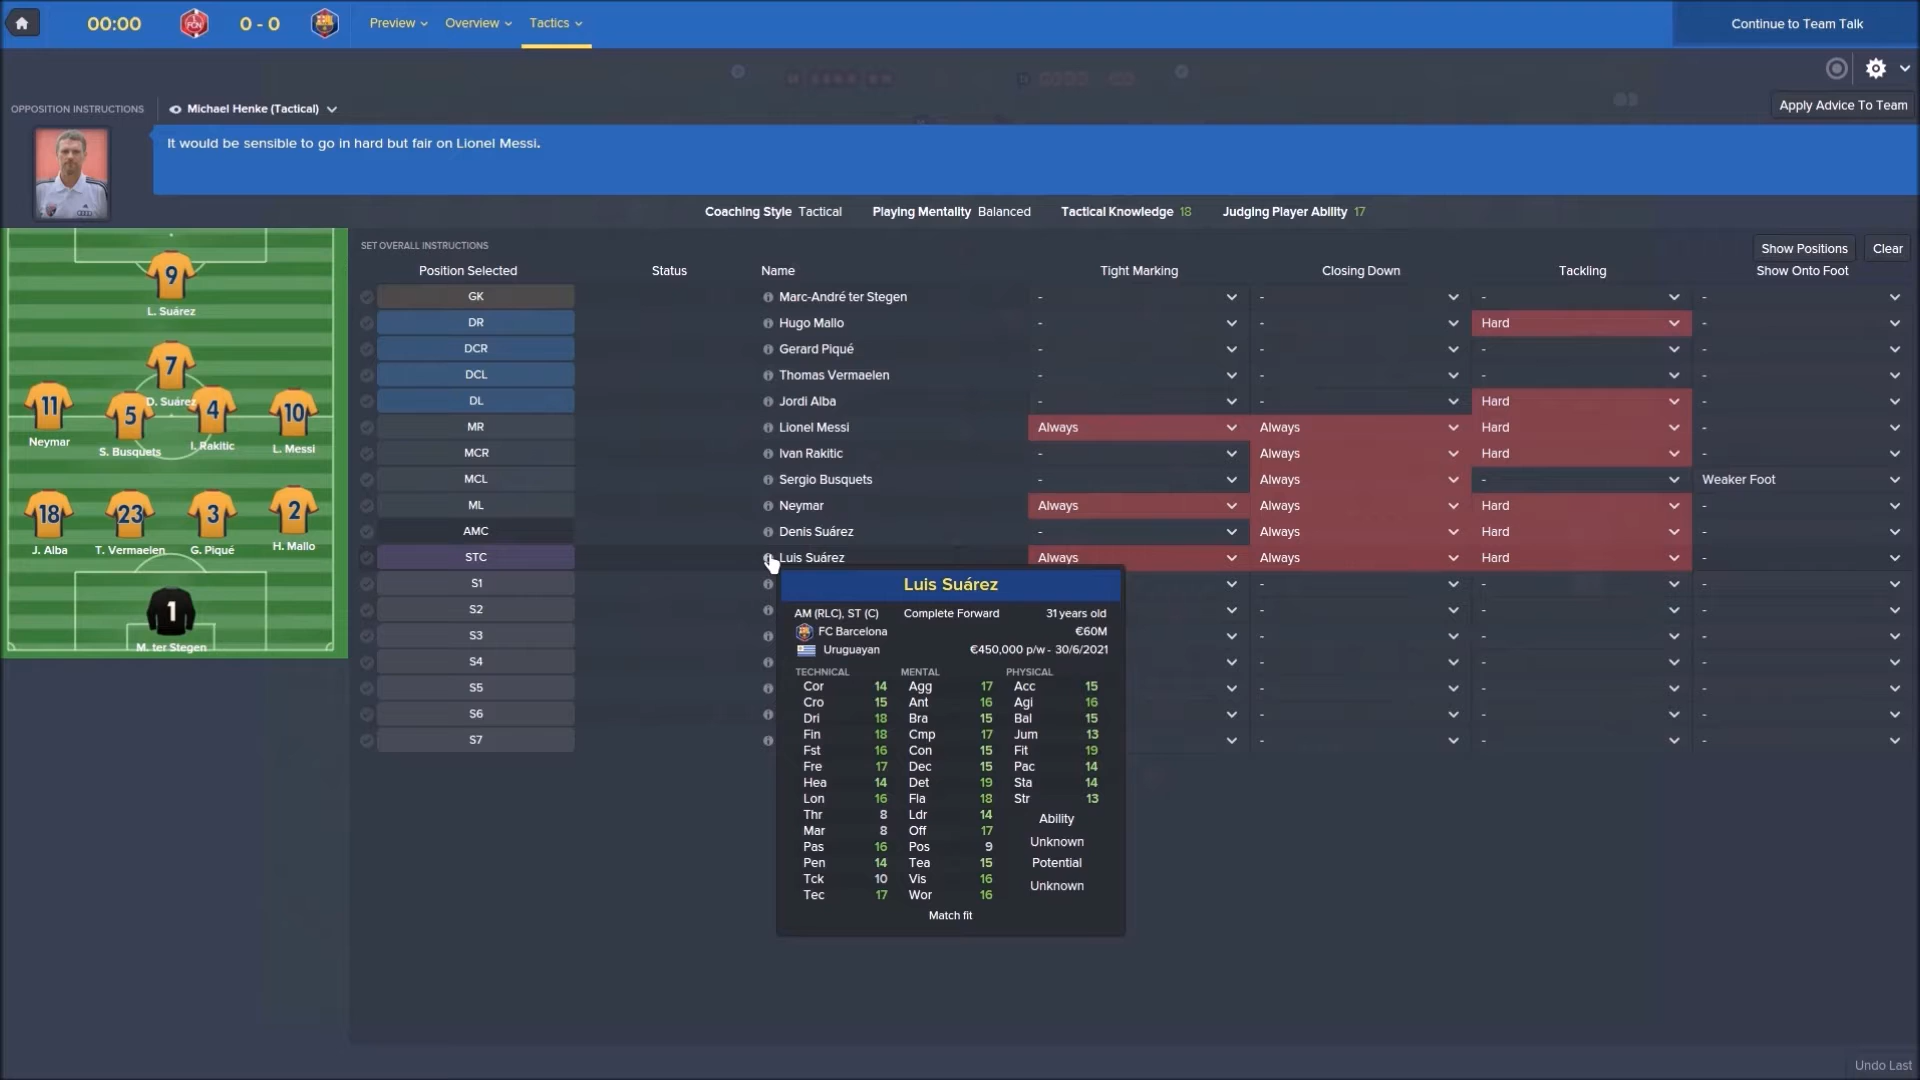 00:00 0 - 0 Preview Overview Tactics Continue to Team Talk
OPPOSITION INSTRUCTIONS Michael Henke (Tactical) Apply Advice To Team
It would be sensible to go in hard but fair on Lionel Messi.
Coaching Style Tactical Playing Mentality Balanced Tactical Knowledge 18 Judging Player Ability 17
SET OVERALL INSTRUCTIONS Show Positions Clear
Position Selected Status Name Tight Marking Closing Down Tackling Show Onto Foot
GK Marc-André ter Stegen - - - -
DR Hugo Mallo - - Hard -
DCR Gerard Piqué - - - -
DCL Thomas Vermaelen - - - -
DL Jordi Alba - - Hard -
MR Lionel Messi Always Always Hard -
MCR Ivan Rakitic - Always Hard -
MCL Sergio Busquets - Always - Weaker Foot
ML Neymar Always Always Hard -
AMC Denis Suárez - Always Hard -
STC Luis Suárez Always Always Hard -
S1 - - -
S2 - - -
S3 - - -
S4 - - -
S5 - - -
S6 - - -
S7 - - -
9
L. Suárez
7
D. Suárez
11 5 4 10
Neymar S. Busquets I. Rakitic L. Messi
18 23 3 2
J. Alba T. Vermaelen G. Piqué H. Mallo
1
M. ter Stegen
Luis Suárez
AM (RLC), ST (C) Complete Forward 31 years old
FC Barcelona €60M
Uruguayan €450,000 p/w - 30/6/2021
TECHNICAL MENTAL PHYSICAL
Cor 14 Agg 17 Acc 15
Cro 15 Ant 16 Agi 16
Dri 18 Bra 15 Bal 15
Fin 18 Cmp 17 Jum 13
Fst 16 Con 15 Fit 19
Fre 17 Dec 15 Pac 14
Hea 14 Det 19 Sta 14
Lon 16 Fla 18 Str 13
Thr 8 Ldr 14 Ability
Mar 8 Off 17 Unknown
Pas 16 Pos 9
Pen 14 Tea 15 Potential
Tck 10 Vis 16 Unknown
Tec 17 Wor 16
Match fit
Undo Last